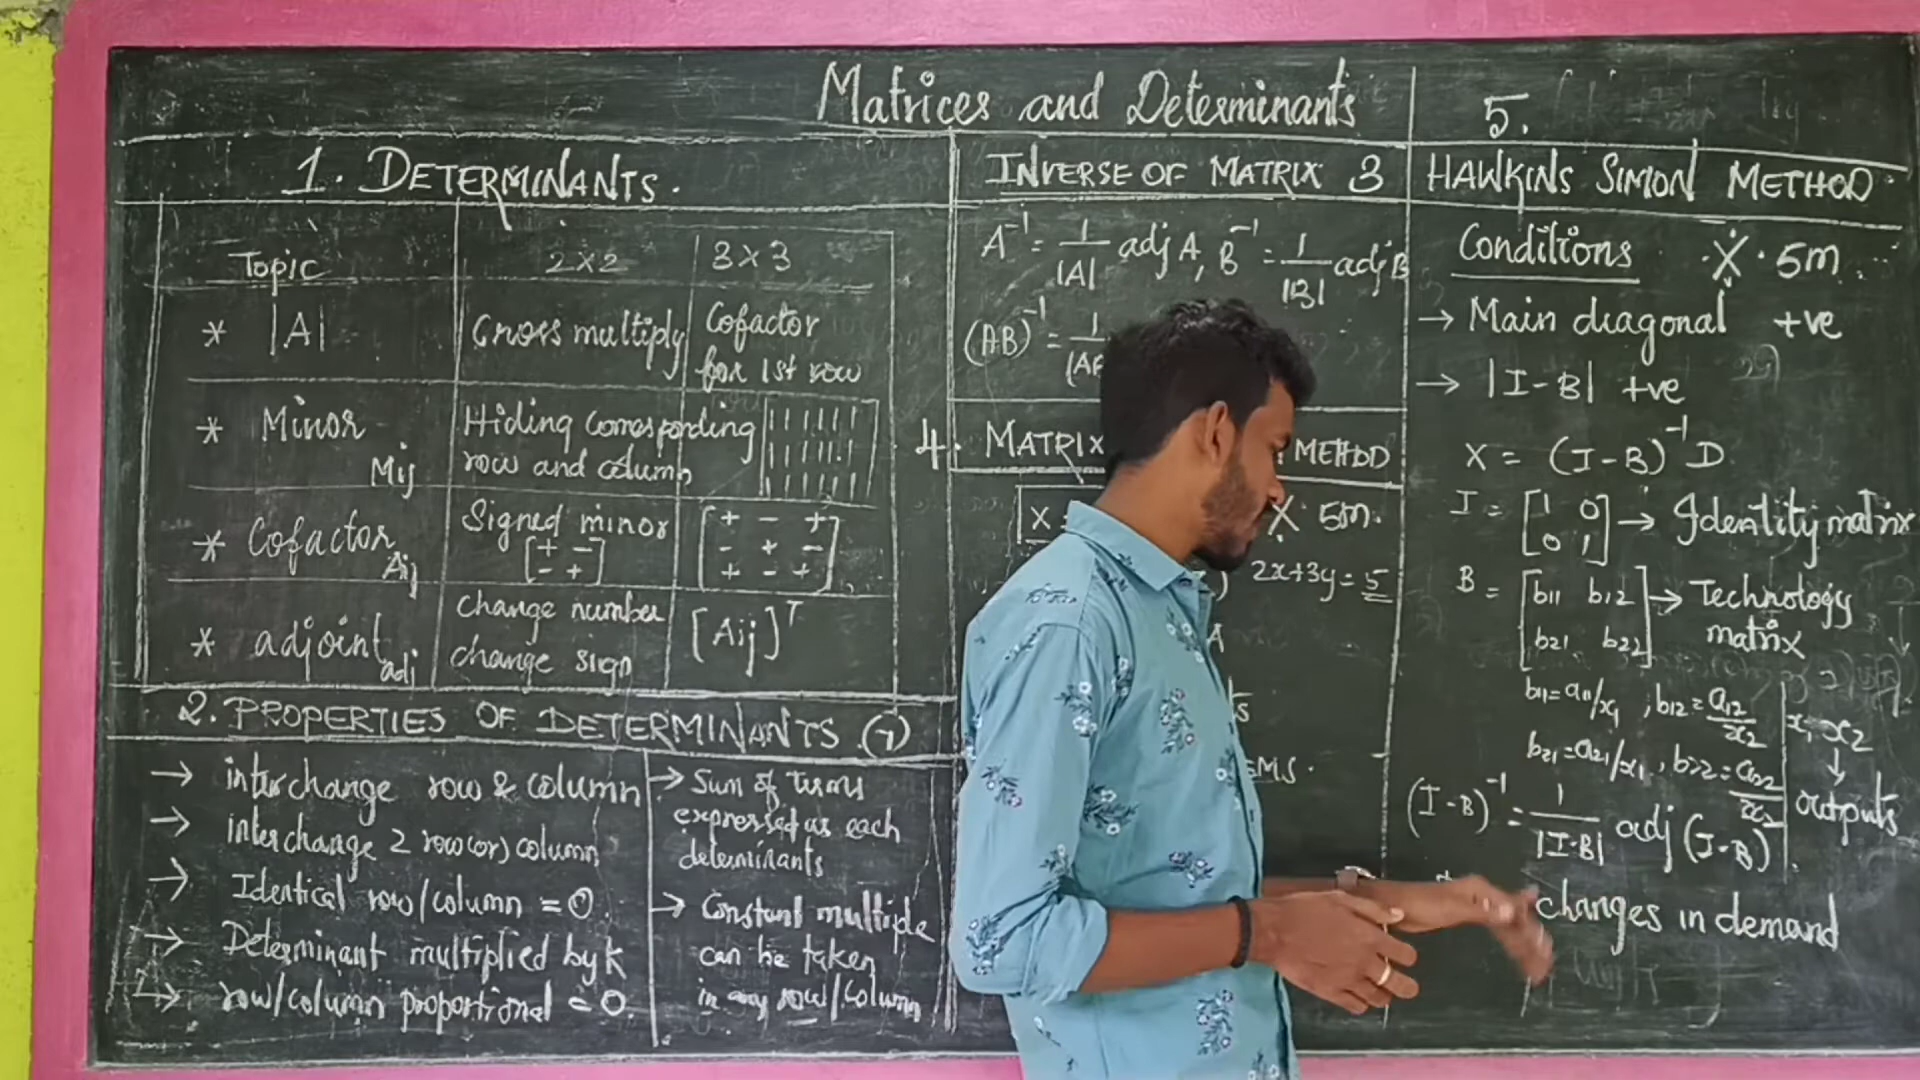 Matrices and Determinants
1. DETERMINANTS.
Topic 2x2 3x3
* |A| Cross multiply Cofactor
for 1st row
* Minor Mij Hiding corresponding
row and column
* Cofactor Aij Signed minor
[+ -
- +]
[+ - +
- + -
+ - +]
* adjoint adj change number
change sign
[Aij]ᵀ
2. PROPERTIES OF DETERMINANTS. (7)
→ interchange row & column
→ interchange 2 row (or) column
→ Identical row/column = 0.
→ Determinant multiplied by k
→ row/column proportional = 0.
→ Sum of terms
expressed as each
determinants
→ Constant multiple
can be taken
in any row/column
INVERSE OF MATRIX 3
A⁻¹ = 1/|A| adj A, B⁻¹ = 1/|B| adj B
(AB)⁻¹ = 1
4. MATRIX METHOD
X = X 5m.
2x+3y = 5
5.
HAWKINS SIMON METHOD
Conditions X 5m
→ Main diagonal +ve
→ |I-B| +ve
X = (I-B)⁻¹D
I = [1 0
0 1] → Identity matrix
B = [b11 b12
b21 b22] → Technology
matrix
b11 = a11/x1, b12 = a12/x2
b21 = a21/x1, b22 = a22/x2
x1 x2
↓
outputs
(I-B)⁻¹ = 1/|I-B| adj (I-B).
changes in demand